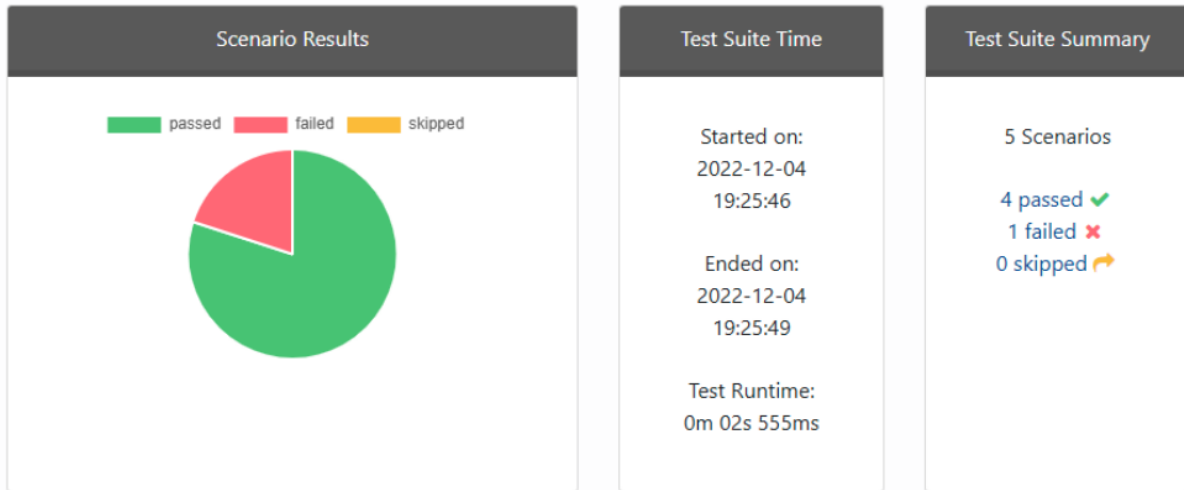 Scenario Results
passed failed skipped
Test Suite Time
Started on:
2022-12-04
19:25:46
Ended on:
2022-12-04
19:25:49
Test Runtime:
0m 02s 555ms
Test Suite Summary
5 Scenarios
4 passed
1 failed
0 skipped